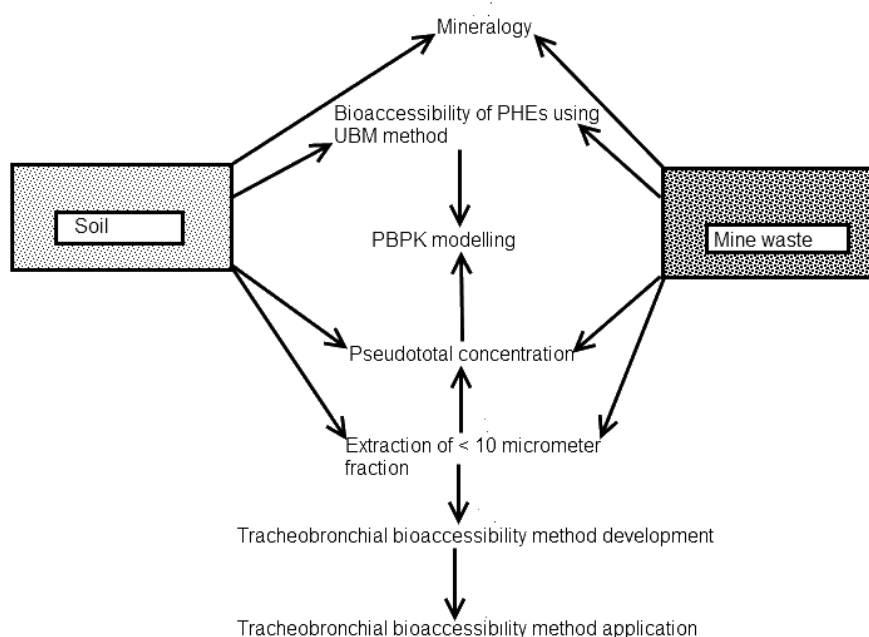 Mineralogy
Bioaccessibility of PHEs using
UBM method
Soil
Mine waste
PBPK modelling
Pseudototal concentration
Extraction of < 10 micrometer
fraction
Tracheobronchial bioaccessibility method development
Tracheobronchial bioaccessibility method application